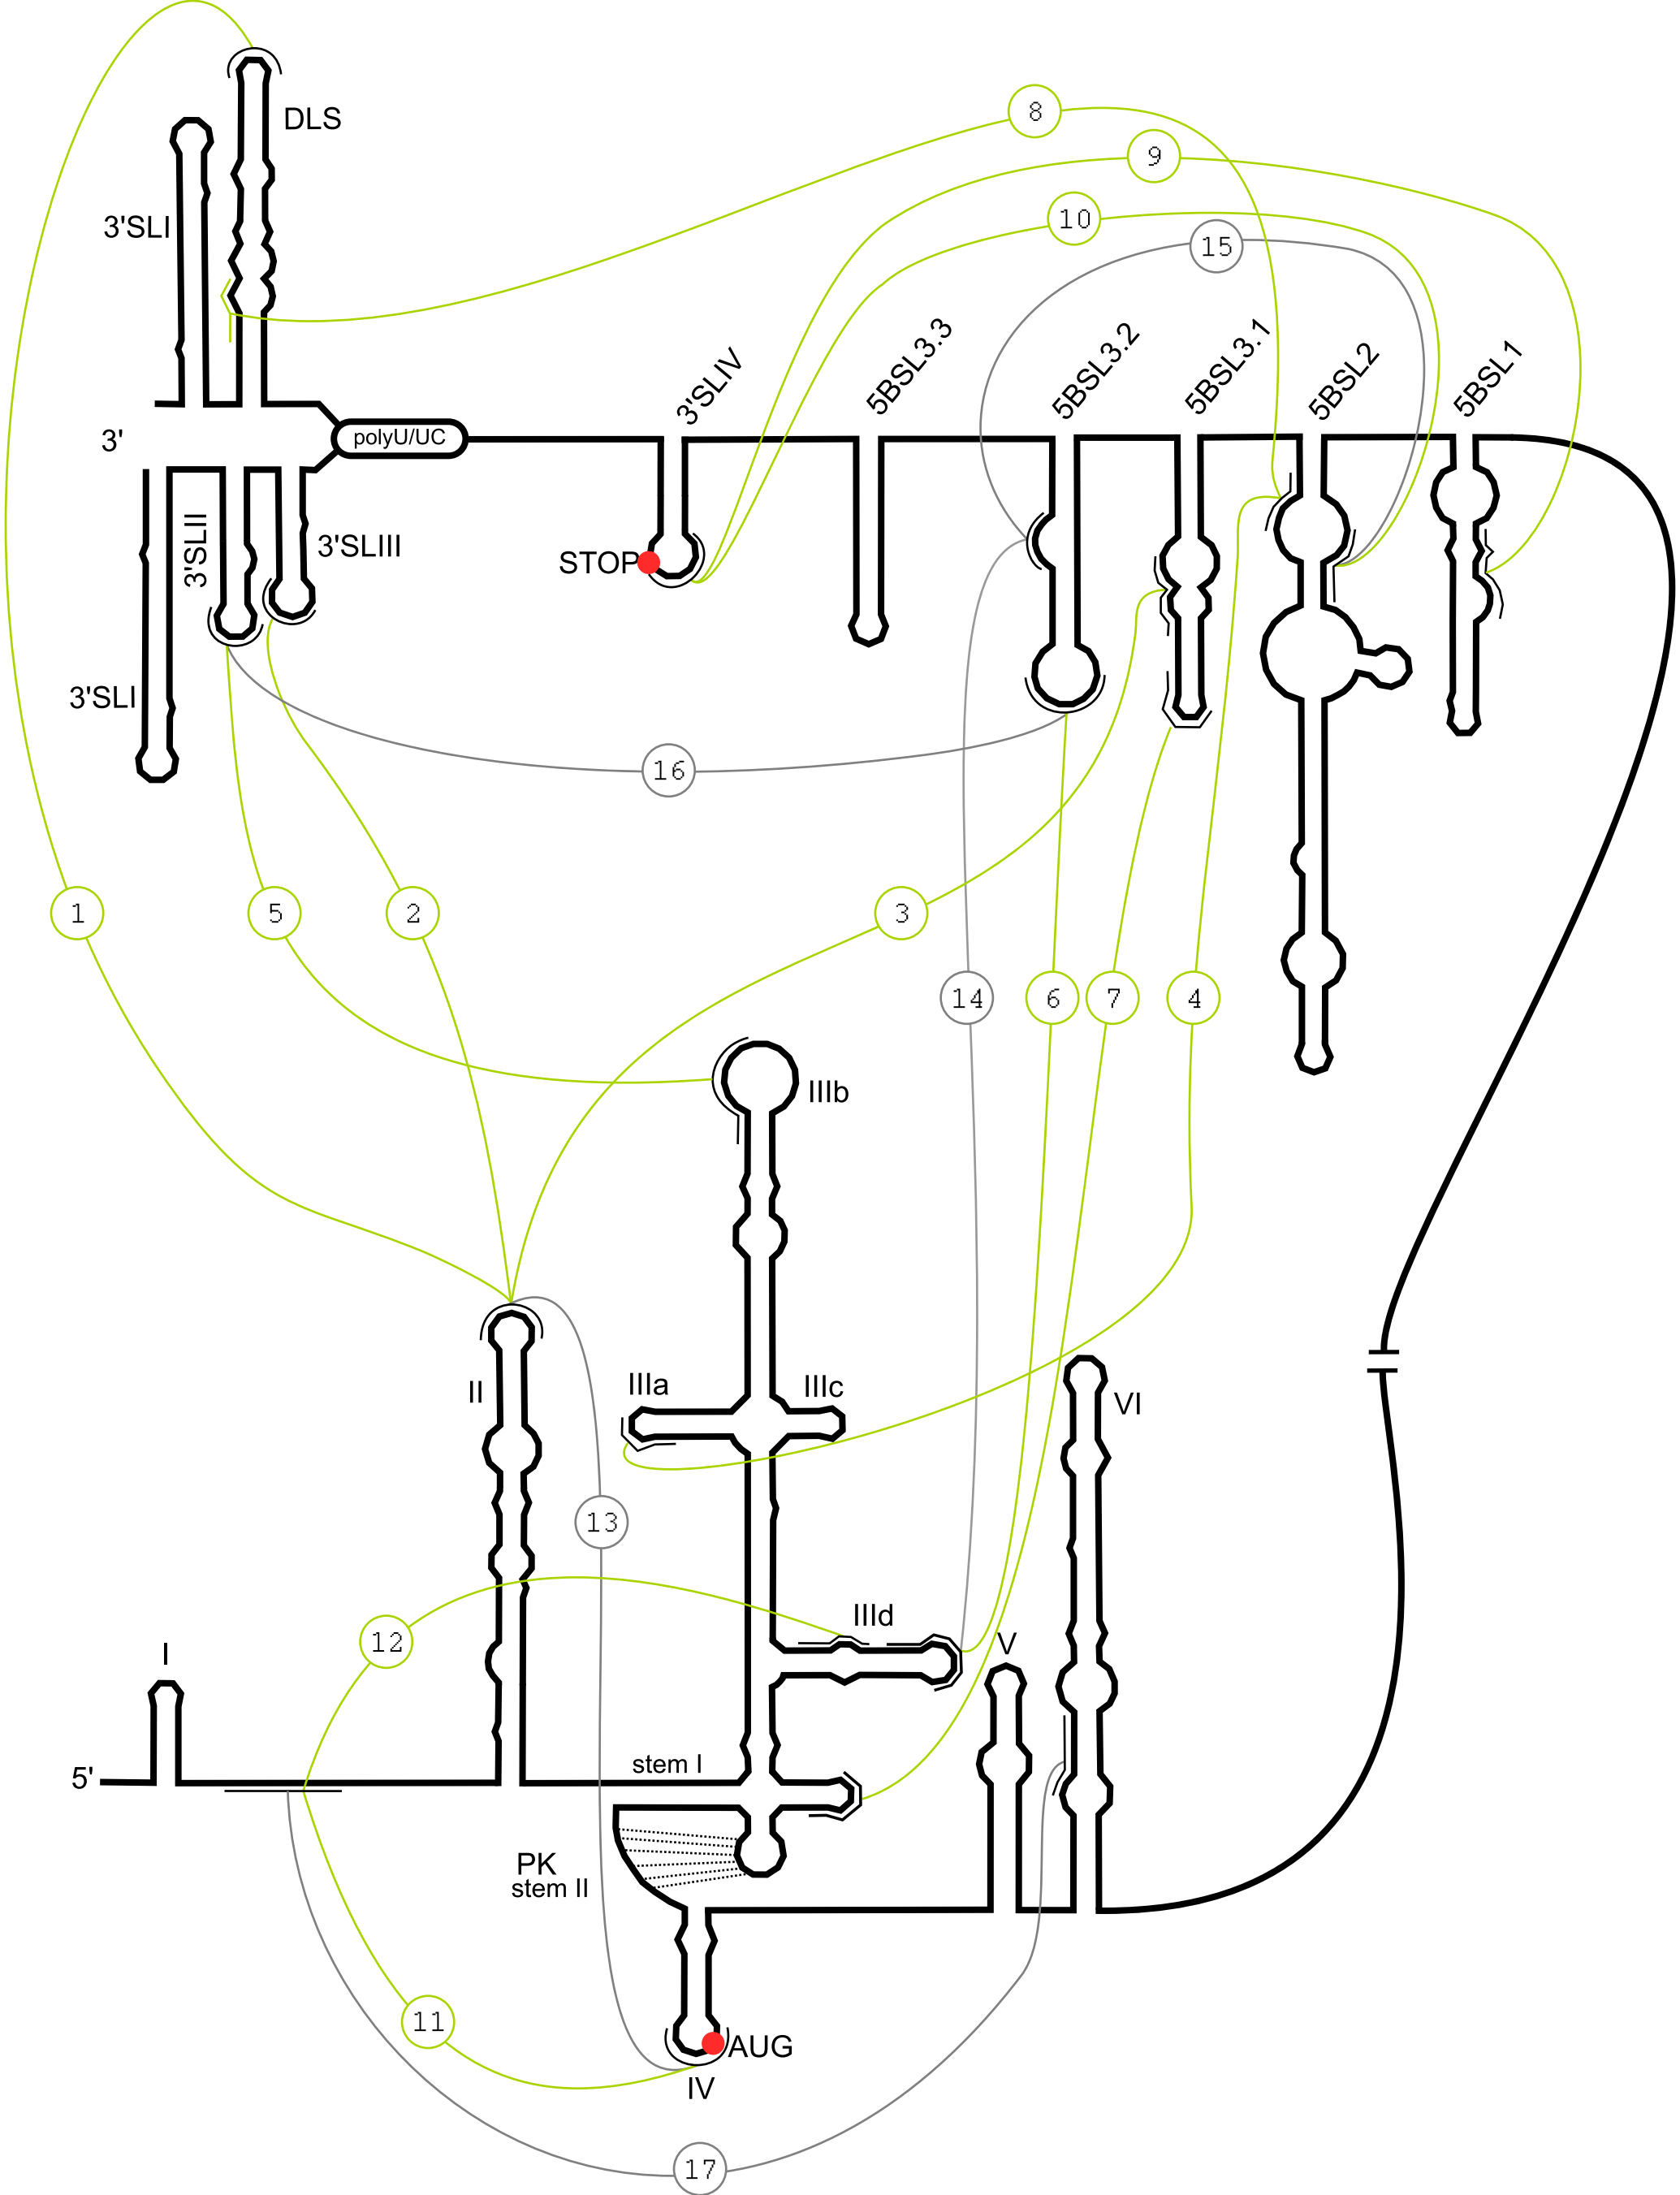 DLS
8
9
3'SLI
10
15
3'SLIV
5BSL3.3
5BSL3.2
5BSL3.1
5BSL2
5BSL1
3'
polyU/UC
3'SLII
3'SLIII
STOP
3'SLI
16
1
5
2
3
14
6
7
4
IIIb
II
IIIa
IIIc
VI
13
12
IIId
I
V
5'
stem I
PK
stem II
11
AUG
IV
17